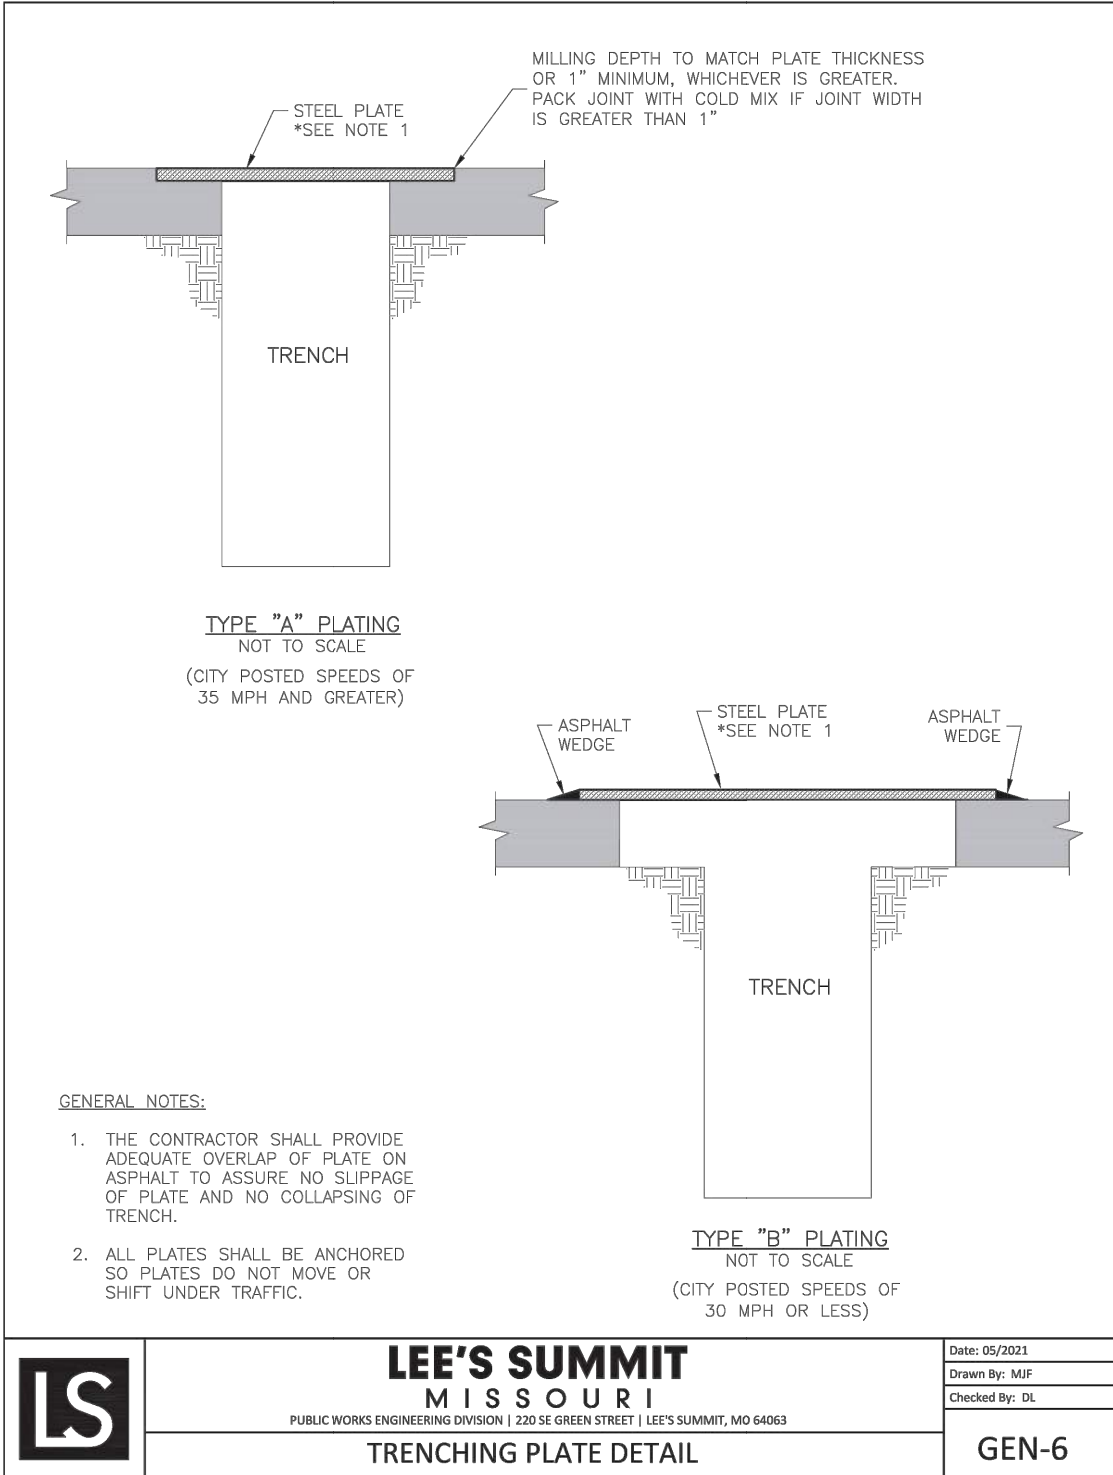 MILLING DEPTH TO MATCH PLATE THICKNESS
OR 1" MINIMUM, WHICHEVER IS GREATER.
PACK JOINT WITH COLD MIX IF JOINT WIDTH
IS GREATER THAN 1"
STEEL PLATE
*SEE NOTE 1
TRENCH
TYPE "A" PLATING
NOT TO SCALE
(CITY POSTED SPEEDS OF
35 MPH AND GREATER)
ASPHALT
WEDGE
STEEL PLATE
*SEE NOTE 1
ASPHALT
WEDGE
TRENCH
TYPE "B" PLATING
NOT TO SCALE
(CITY POSTED SPEEDS OF
30 MPH OR LESS)
GENERAL NOTES:
1. THE CONTRACTOR SHALL PROVIDE
ADEQUATE OVERLAP OF PLATE ON
ASPHALT TO ASSURE NO SLIPPAGE
OF PLATE AND NO COLLAPSING OF
TRENCH.
2. ALL PLATES SHALL BE ANCHORED
SO PLATES DO NOT MOVE OR
SHIFT UNDER TRAFFIC.
LS
LEE'S SUMMIT
MISSOURI
PUBLIC WORKS ENGINEERING DIVISION | 220 SE GREEN STREET | LEE'S SUMMIT, MO 64063
TRENCHING PLATE DETAIL
Date: 05/2021
Drawn By: MJF
Checked By: DL
GEN-6